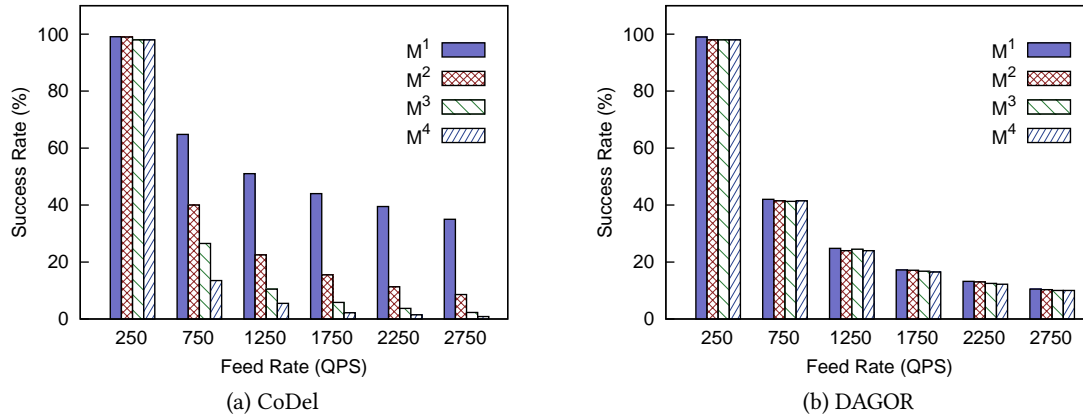 100
80
60
40
20
0
Success Rate (%)
M¹
M²
M³
M⁴
250 750 1250 1750 2250 2750
Feed Rate (QPS)
(a) CoDel
100
80
60
40
20
0
Success Rate (%)
M¹
M²
M³
M⁴
250 750 1250 1750 2250 2750
Feed Rate (QPS)
(b) DAGOR